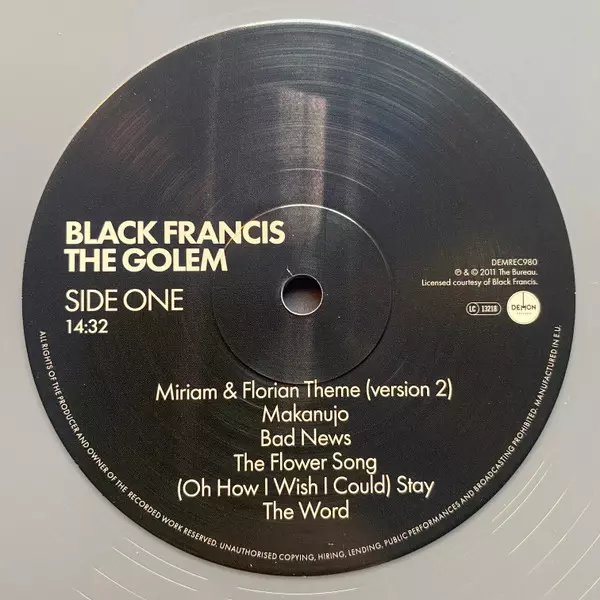 BLACK FRANCIS
THE GOLEM
SIDE ONE
14:32
DEMREC980
℗ & © 2011 The Bureau.
Licensed courtesy of Black Francis.
LC 13218
DEMON
Miriam & Florian Theme (version 2)
Makanujo
Bad News
The Flower Song
(Oh How I Wish I Could) Stay
The Word
ALL RIGHTS OF THE PRODUCER AND OWNER OF THE RECORDED WORK RESERVED. UNAUTHORISED COPYING, HIRING, LENDING, PUBLIC PERFORMANCES AND BROADCASTING PROHIBITED. MANUFACTURED IN E.U.